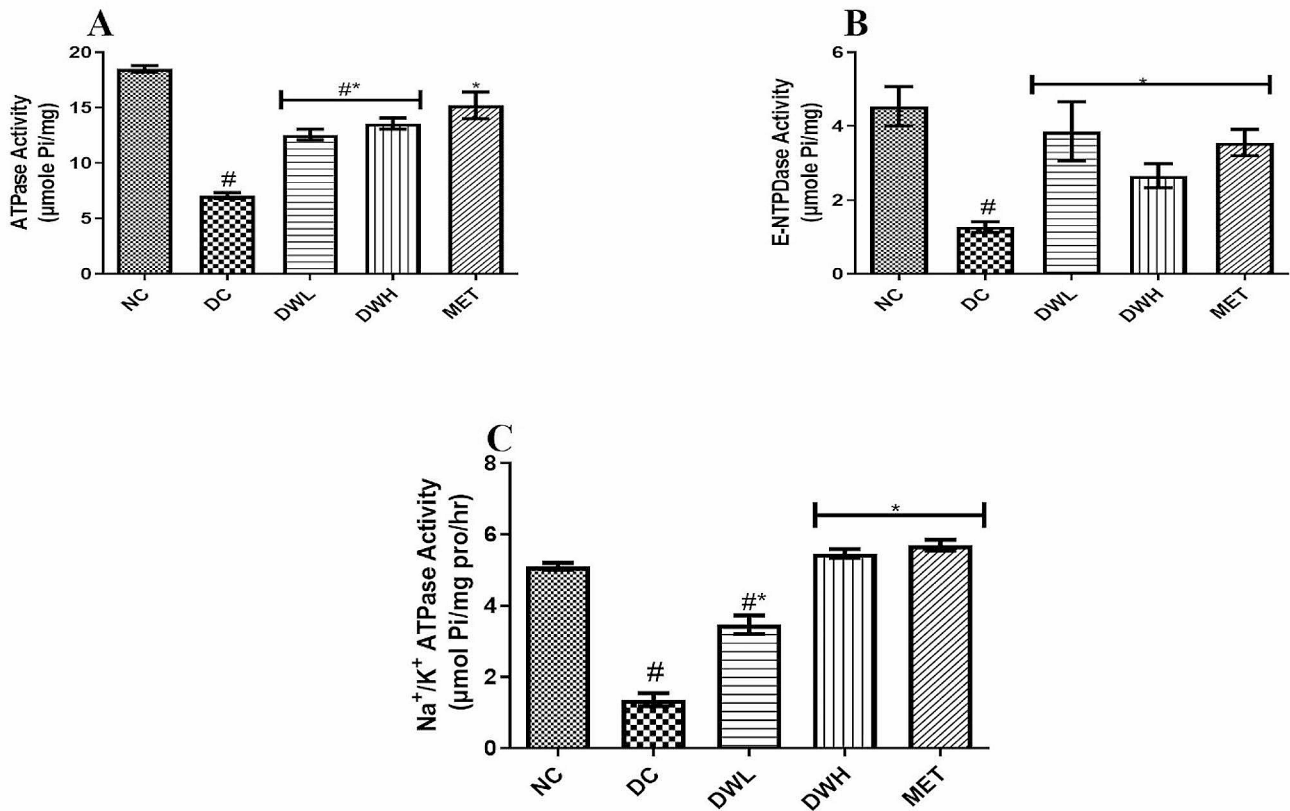 A
ATPase Activity
(µmole Pi/mg)
20
15
10
5
0
#
#*
*
NC
DC
DWL
DWH
MET
B
E-NTPDase Activity
(µmole Pi/mg)
6
4
2
0
#
*
NC
DC
DWL
DWH
MET
C
Na⁺/K⁺ ATPase Activity
(µmol Pi/mg pro/hr)
8
6
4
2
0
#
#*
*
NC
DC
DWL
DWH
MET